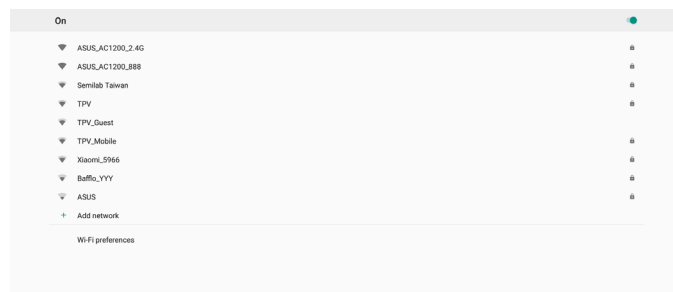 On
ASUS_AC1200_2.4G
ASUS_AC1200_888
Semilab Taiwan
TPV
TPV_Guest
TPV_Mobile
Xiaomi_5966
Bafflo_YYY
ASUS
+ Add network
Wi-Fi preferences